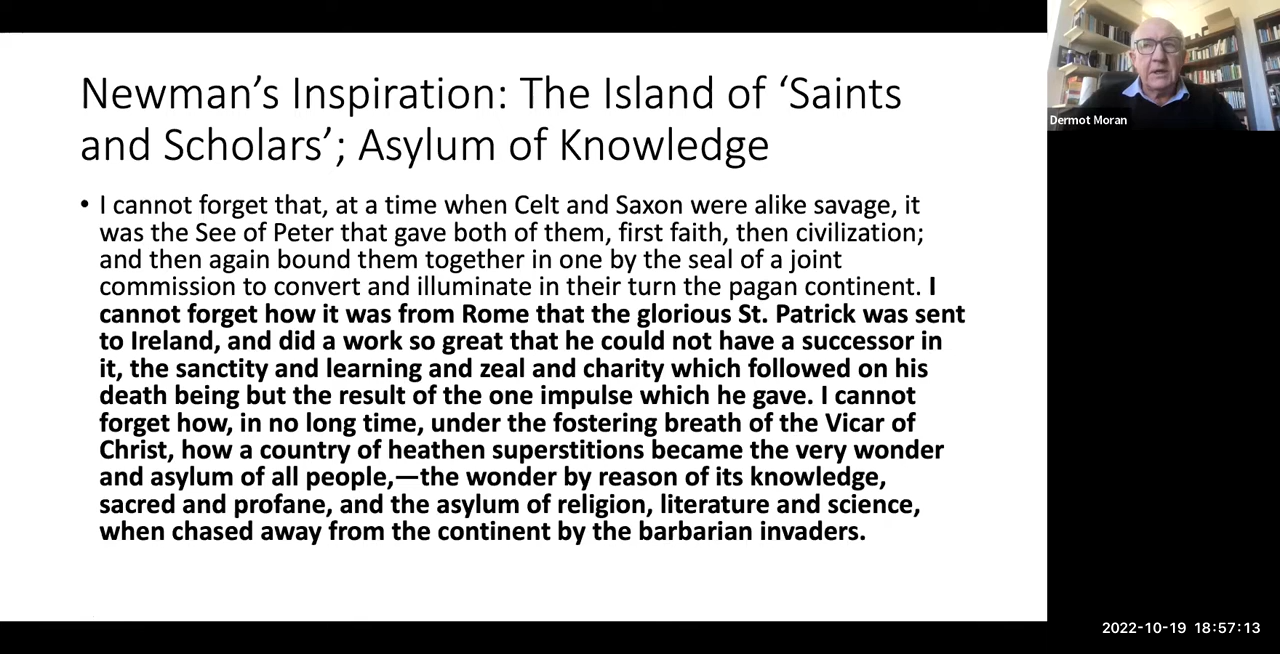 Newman’s Inspiration: The Island of ‘Saints
and Scholars’; Asylum of Knowledge
• I cannot forget that, at a time when Celt and Saxon were alike savage, it
was the See of Peter that gave both of them, first faith, then civilization;
and then again bound them together in one by the seal of a joint
commission to convert and illuminate in their turn the pagan continent. I
cannot forget how it was from Rome that the glorious St. Patrick was sent
to Ireland, and did a work so great that he could not have a successor in
it, the sanctity and learning and zeal and charity which followed on his
death being but the result of the one impulse which he gave. I cannot
forget how, in no long time, under the fostering breath of the Vicar of
Christ, how a country of heathen superstitions became the very wonder
and asylum of all people,—the wonder by reason of its knowledge,
sacred and profane, and the asylum of religion, literature and science,
when chased away from the continent by the barbarian invaders.
Dermot Moran
2022-10-19 18:57:13